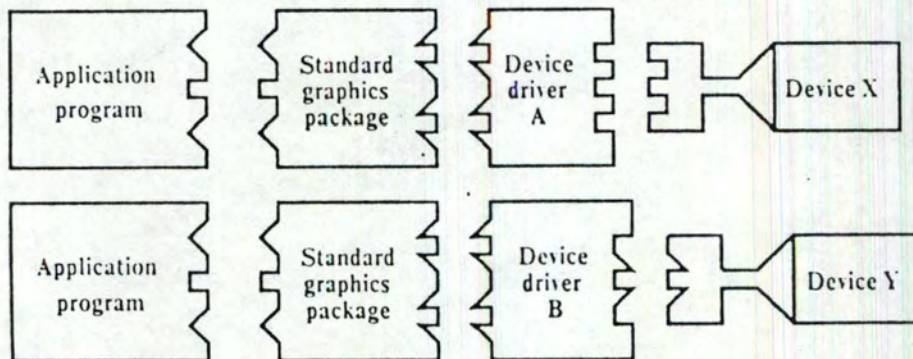 Application
program
Standard
graphics
package
Device
driver
A
Device X
Application
program
Standard
graphics
package
Device
driver
B
Device Y